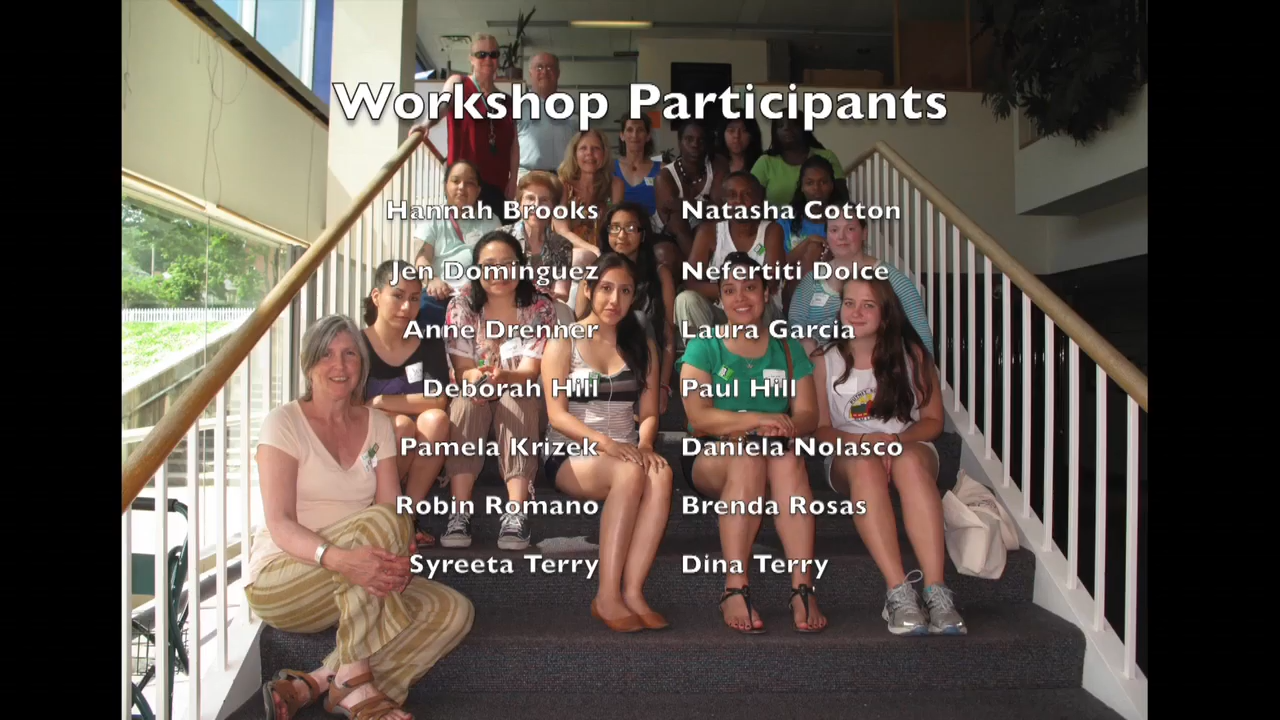 Workshop Participants
Hannah Brooks Natasha Cotton
Jen Dominguez Nefertiti Dolce
Anne Drenner Laura Garcia
Deborah Hill Paul Hill
Pamela Krizek Daniela Nolasco
Robin Romano Brenda Rosas
Syreeta Terry Dina Terry